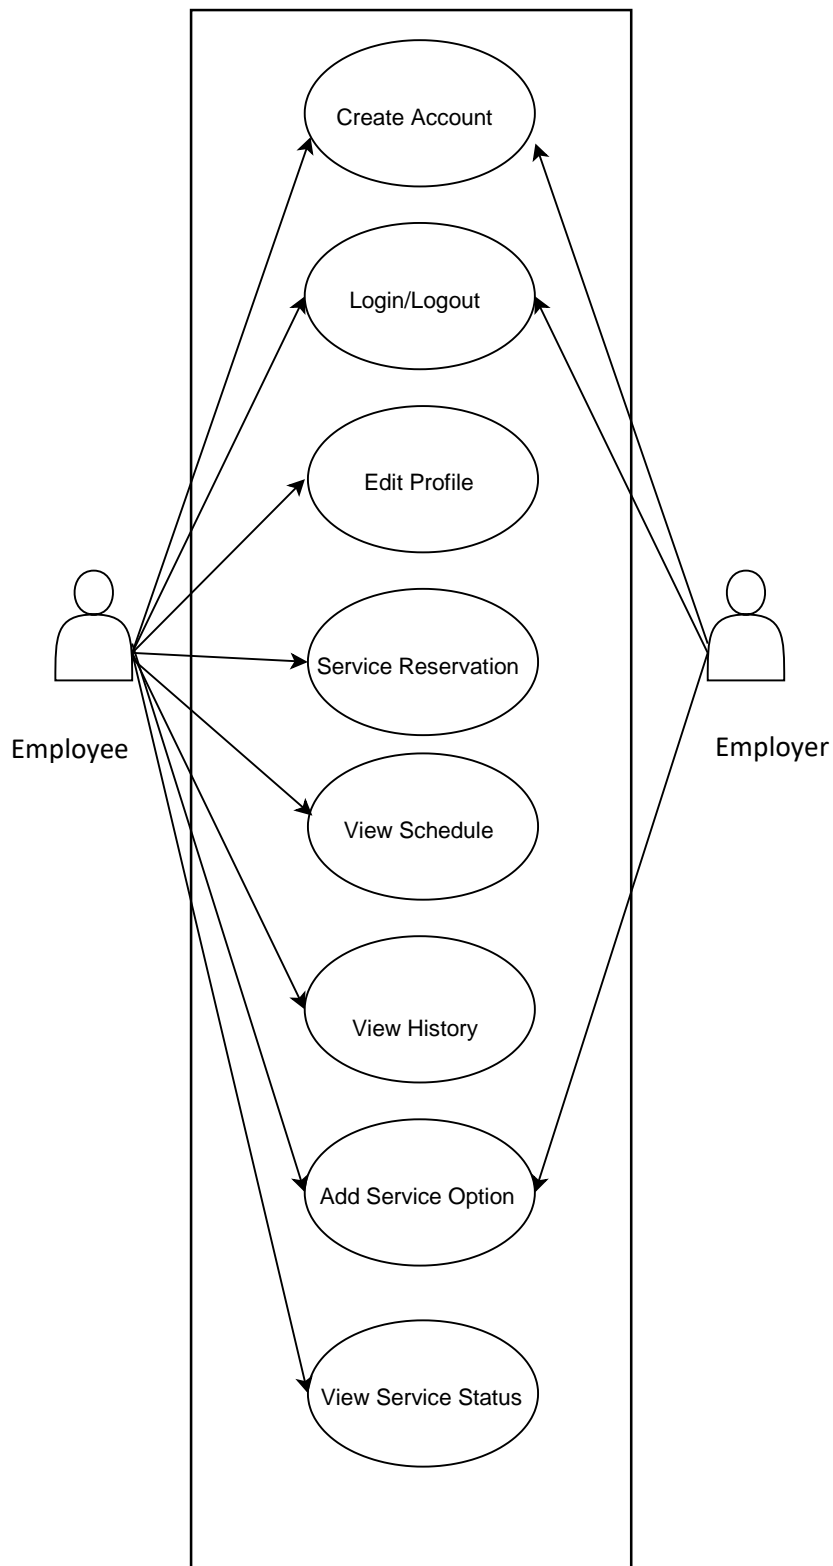 Create Account
Login/Logout
Edit Profile
Service Reservation
Employee
Employer
View Schedule
View History
Add Service Option
View Service Status